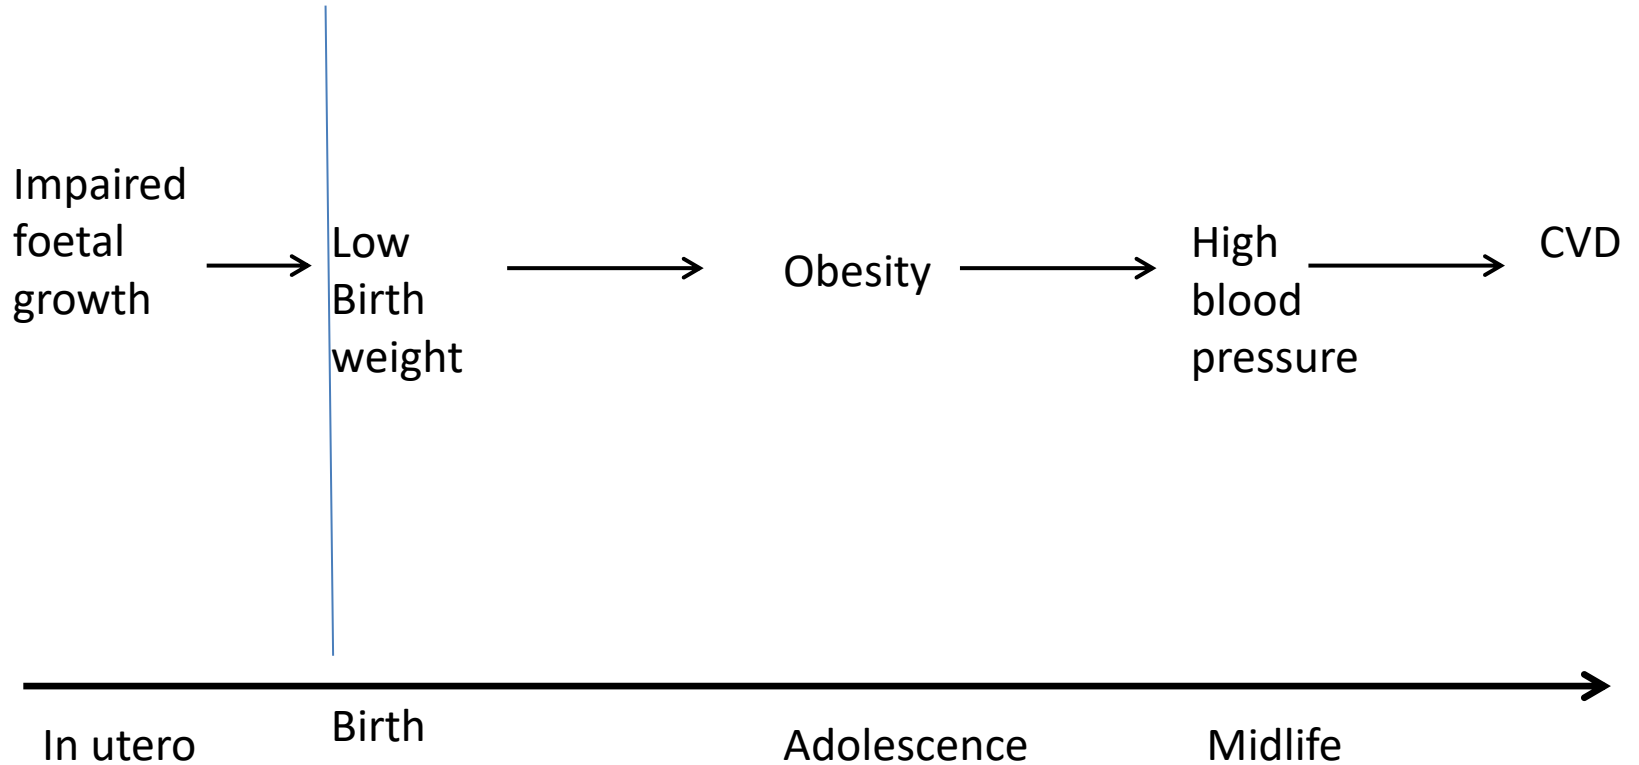 Impaired
foetal
growth
Low
Birth
weight
Obesity
High
blood
pressure
CVD
In utero
Birth
Adolescence
Midlife